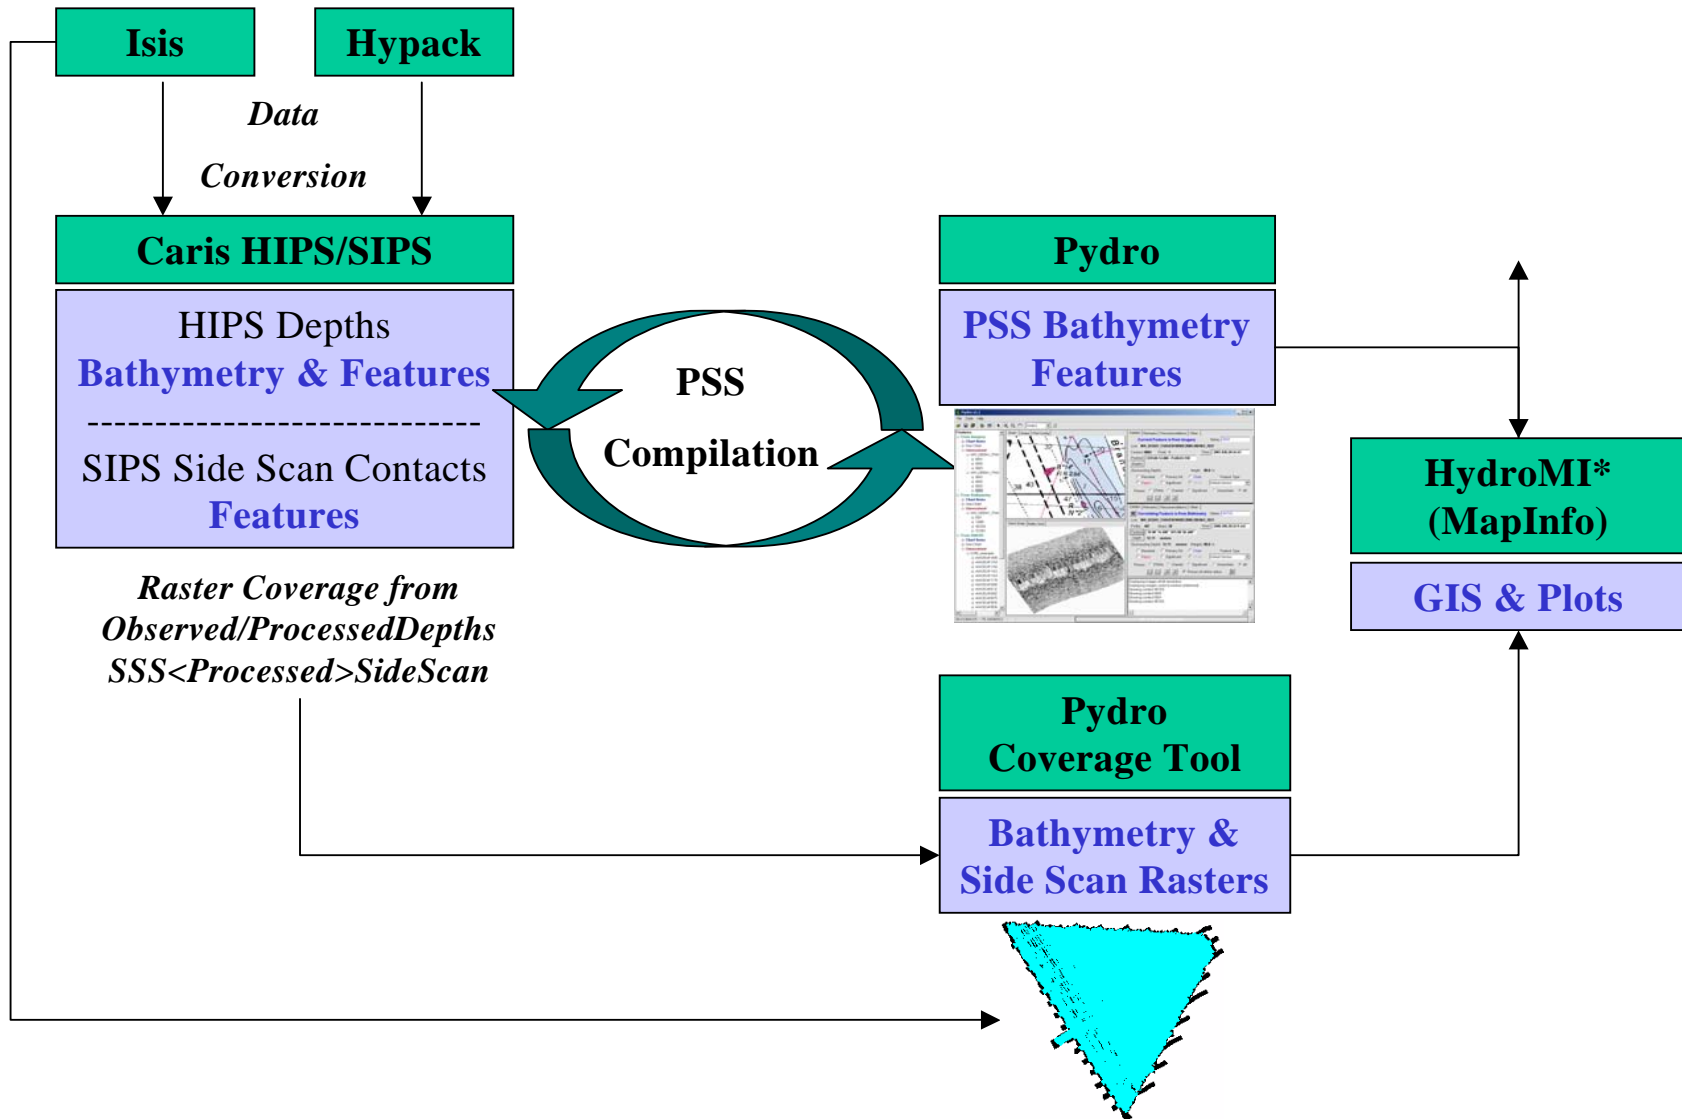 Isis
Hypack
Data
Conversion
Caris HIPS/SIPS
HIPS Depths
Bathymetry & Features
SIPS Side Scan Contacts
Features
PSS
Compilation
Pydro
PSS Bathymetry
Features
HydroMI*
(MapInfo)
GIS & Plots
Raster Coverage from
Observed/ProcessedDepths
SSS<Processed>SideScan
Pydro
Coverage Tool
Bathymetry &
Side Scan Rasters